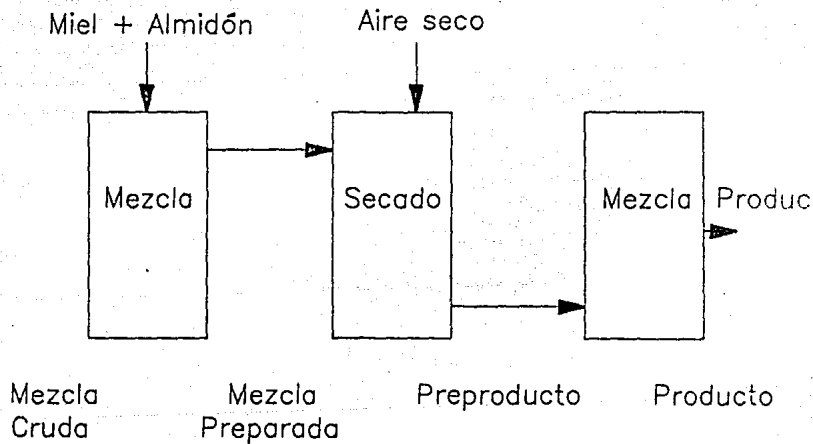 Miel + Almidón
Aire seco
Mezcla
Secado
Mezcla
Produc
Mezcla Cruda
Mezcla Preparada
Preproducto
Producto